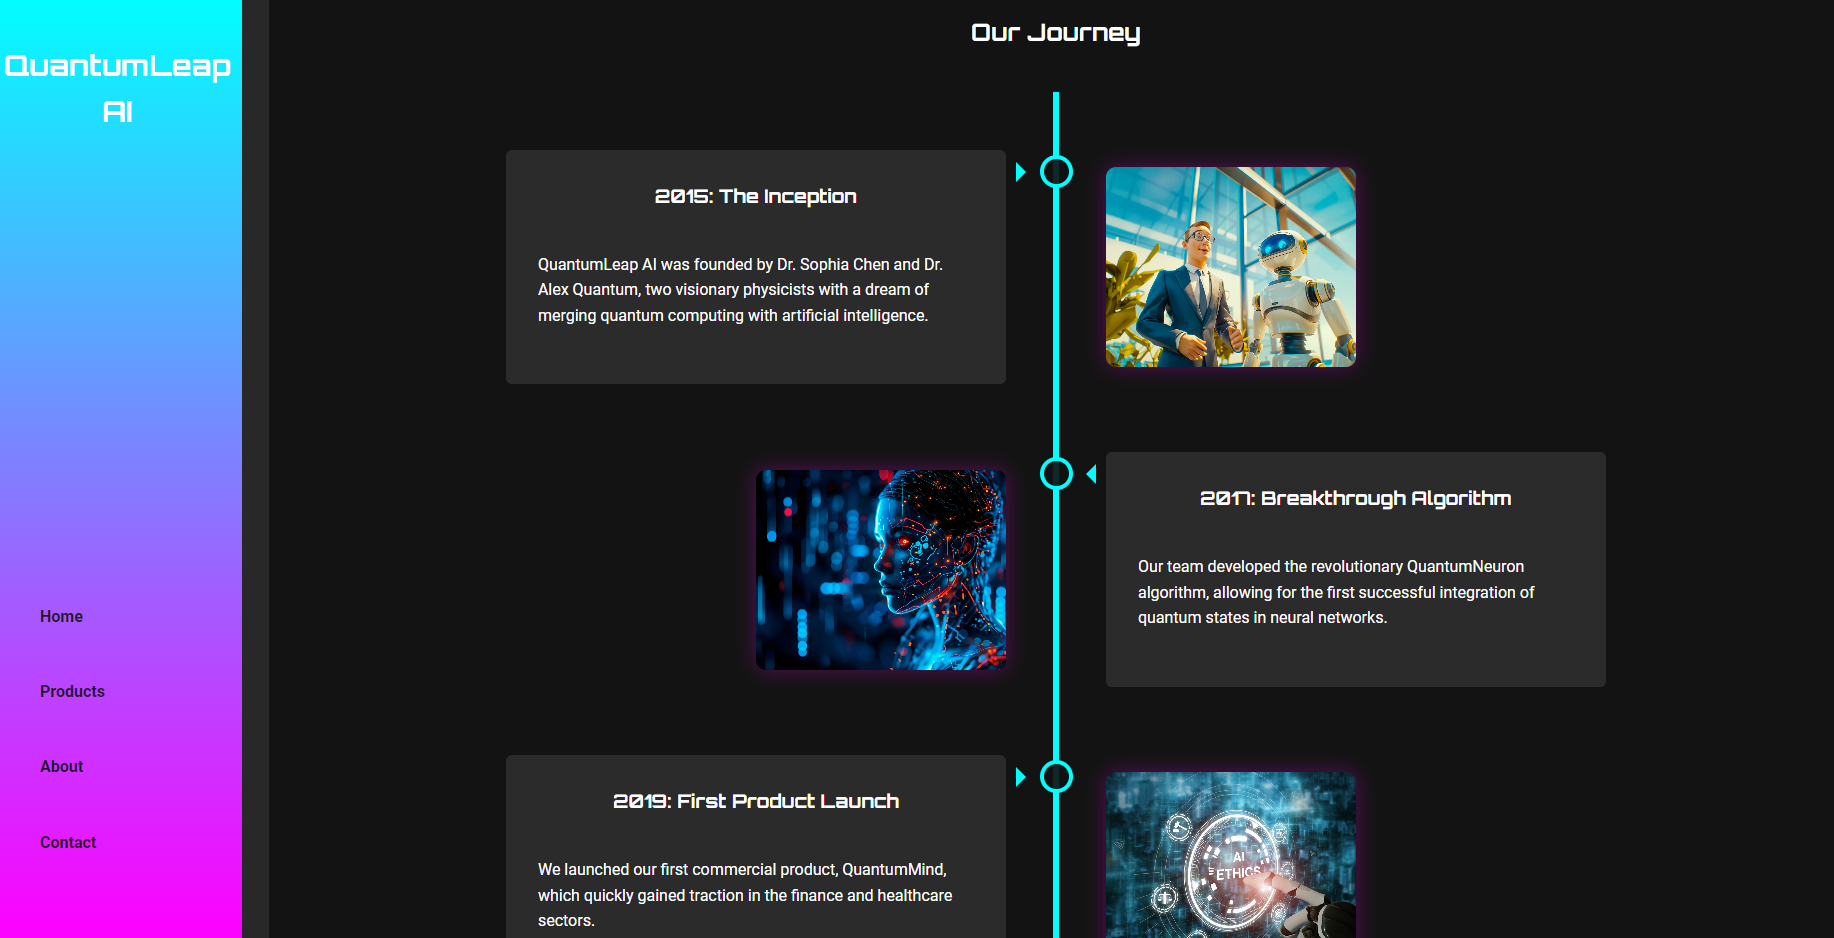 QuantumLeap
AI
Home
Products
About
Contact
Our Journey
2015: The Inception
QuantumLeap AI was founded by Dr. Sophia Chen and Dr.
Alex Quantum, two visionary physicists with a dream of
merging quantum computing with artificial intelligence.
2017: Breakthrough Algorithm
Our team developed the revolutionary QuantumNeuron
algorithm, allowing for the first successful integration of
quantum states in neural networks.
2019: First Product Launch
We launched our first commercial product, QuantumMind,
which quickly gained traction in the finance and healthcare
sectors.
AI
ETHICS